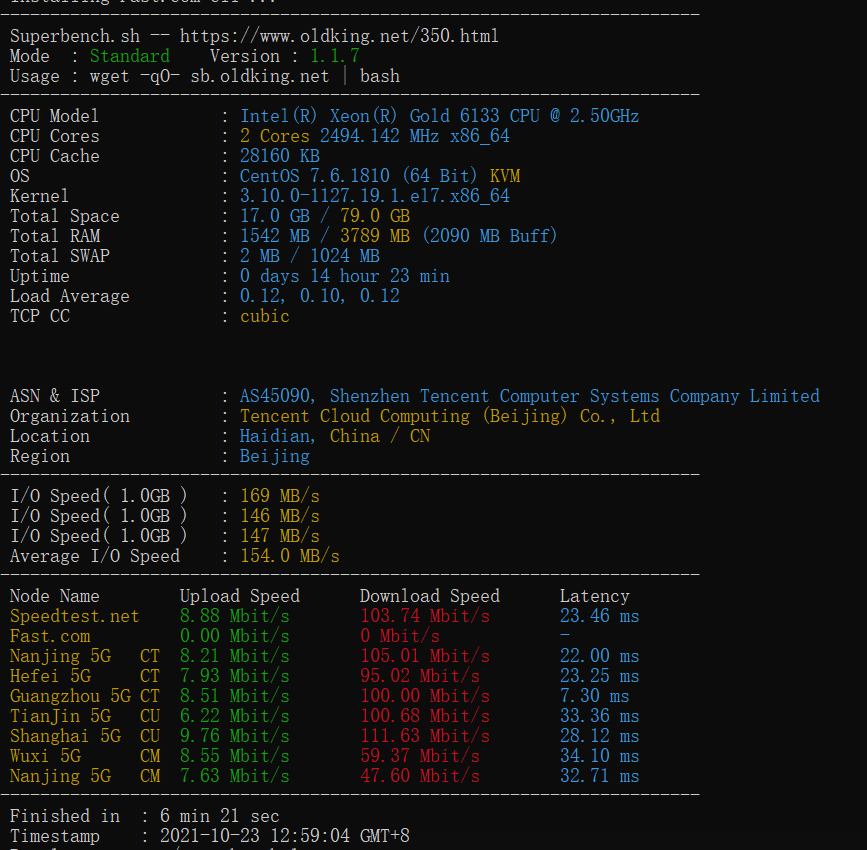 Installing Fast.com cli ...
Superbench.sh -- https://www.oldking.net/350.html
Mode : Standard Version : 1.1.7
Usage : wget -qO- sb.oldking.net | bash
CPU Model : Intel(R) Xeon(R) Gold 6133 CPU @ 2.50GHz
CPU Cores : 2 Cores 2494.142 MHz x86_64
CPU Cache : 28160 KB
OS : CentOS 7.6.1810 (64 Bit) KVM
Kernel : 3.10.0-1127.19.1.el7.x86_64
Total Space : 17.0 GB / 79.0 GB
Total RAM : 1542 MB / 3789 MB (2090 MB Buff)
Total SWAP : 2 MB / 1024 MB
Uptime : 0 days 14 hour 23 min
Load Average : 0.12, 0.10, 0.12
TCP CC : cubic
ASN & ISP : AS45090, Shenzhen Tencent Computer Systems Company Limited
Organization : Tencent Cloud Computing (Beijing) Co., Ltd
Location : Haidian, China / CN
Region : Beijing
I/O Speed( 1.0GB ) : 169 MB/s
I/O Speed( 1.0GB ) : 146 MB/s
I/O Speed( 1.0GB ) : 147 MB/s
Average I/O Speed : 154.0 MB/s
Node Name Upload Speed Download Speed Latency
Speedtest.net 8.88 Mbit/s 103.74 Mbit/s 23.46 ms
Fast.com 0.00 Mbit/s 0 Mbit/s -
Nanjing 5G CT 8.21 Mbit/s 105.01 Mbit/s 22.00 ms
Hefei 5G CT 7.93 Mbit/s 95.02 Mbit/s 23.25 ms
Guangzhou 5G CT 8.51 Mbit/s 100.00 Mbit/s 7.30 ms
TianJin 5G CU 6.22 Mbit/s 100.68 Mbit/s 33.36 ms
Shanghai 5G CU 9.76 Mbit/s 111.63 Mbit/s 28.12 ms
Wuxi 5G CM 8.55 Mbit/s 59.37 Mbit/s 34.10 ms
Nanjing 5G CM 7.63 Mbit/s 47.60 Mbit/s 32.71 ms
Finished in : 6 min 21 sec
Timestamp : 2021-10-23 12:59:04 GMT+8